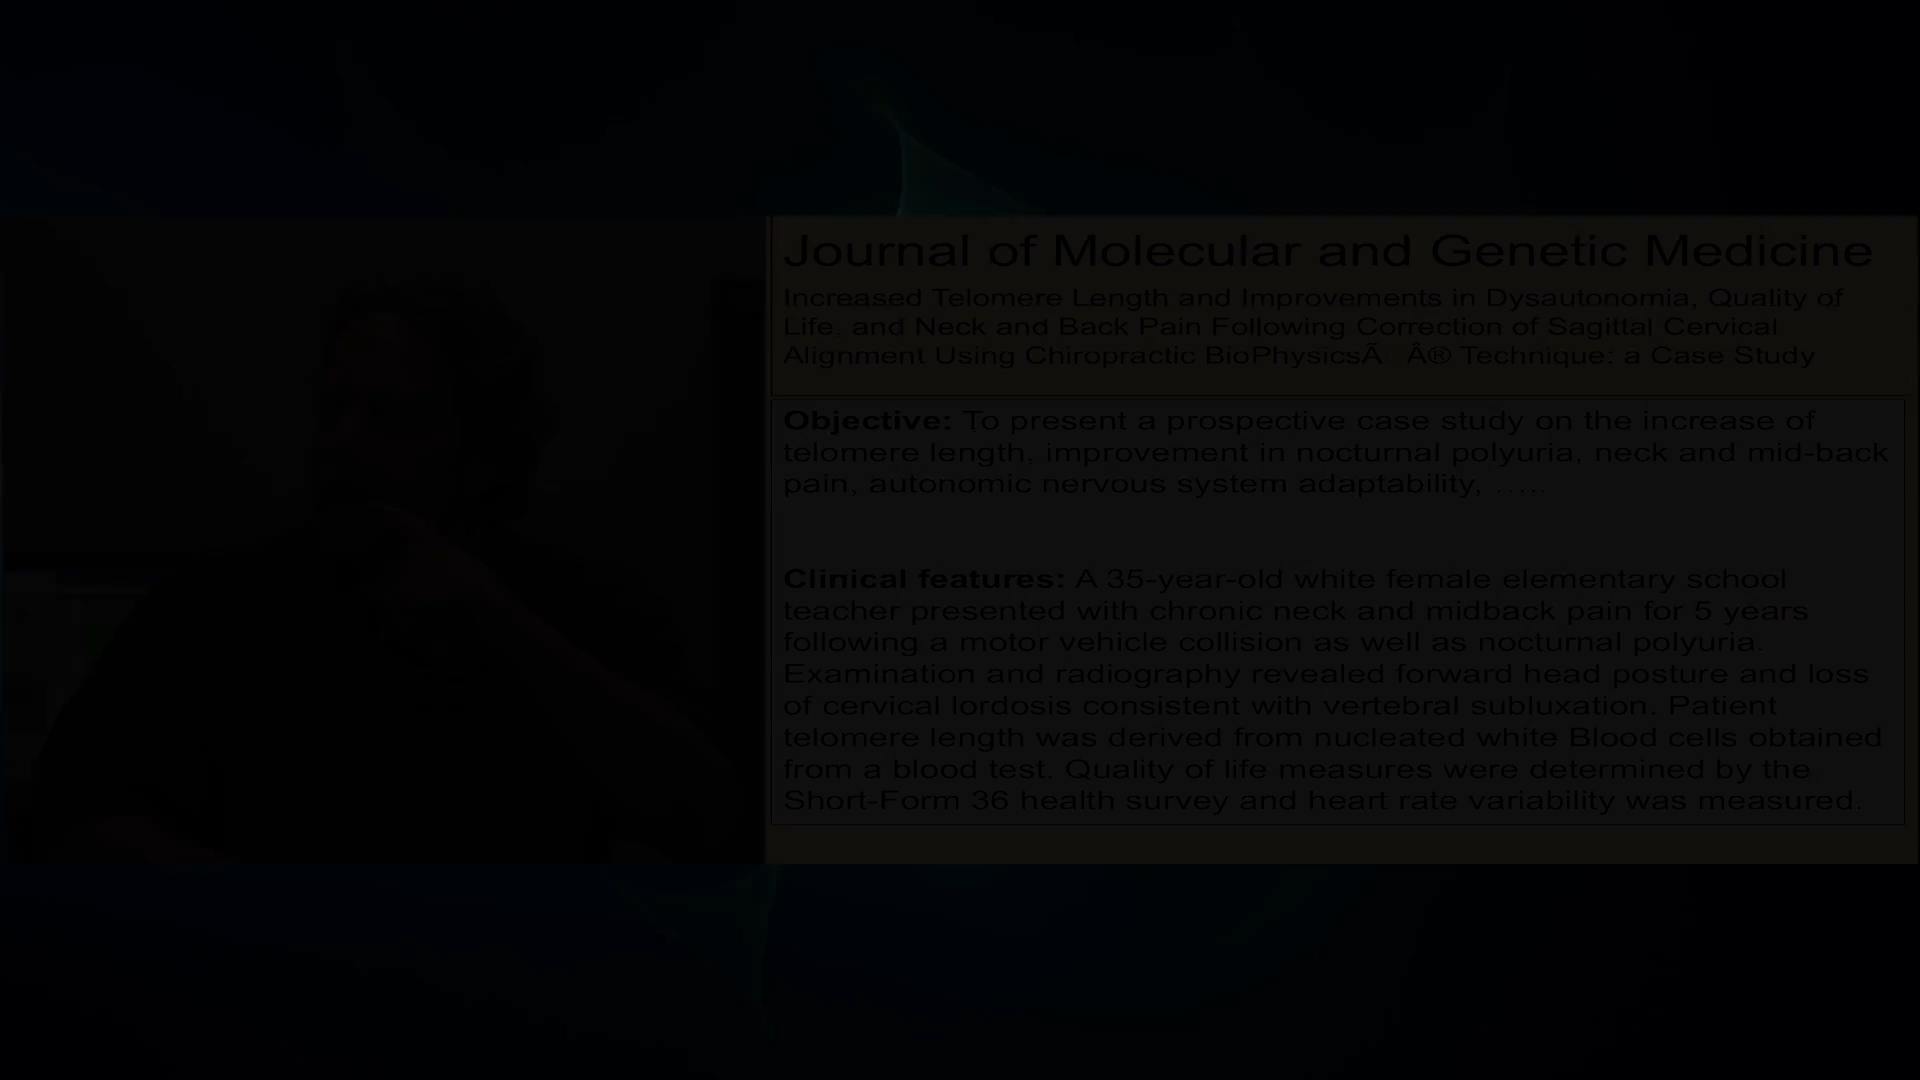 Journal of Molecular and Genetic Medicine
Increased Telomere Length and Improvements in Dysautonomia, Quality of
Life, and Neck and Back Pain Following Correction of Sagittal Cervical
Alignment Using Chiropractic BioPhysicsÃ Â® Technique: a Case Study
Objective: To present a prospective case study on the increase of
telomere length, improvement in nocturnal polyuria, neck and mid-back
pain, autonomic nervous system adaptability, .....
Clinical features: A 35-year-old white female elementary school
teacher presented with chronic neck and midback pain for 5 years
following a motor vehicle collision as well as nocturnal polyuria.
Examination and radiography revealed forward head posture and loss
of cervical lordosis consistent with vertebral subluxation. Patient
telomere length was derived from nucleated white Blood cells obtained
from a blood test. Quality of life measures were determined by the
Short-Form 36 health survey and heart rate variability was measured.